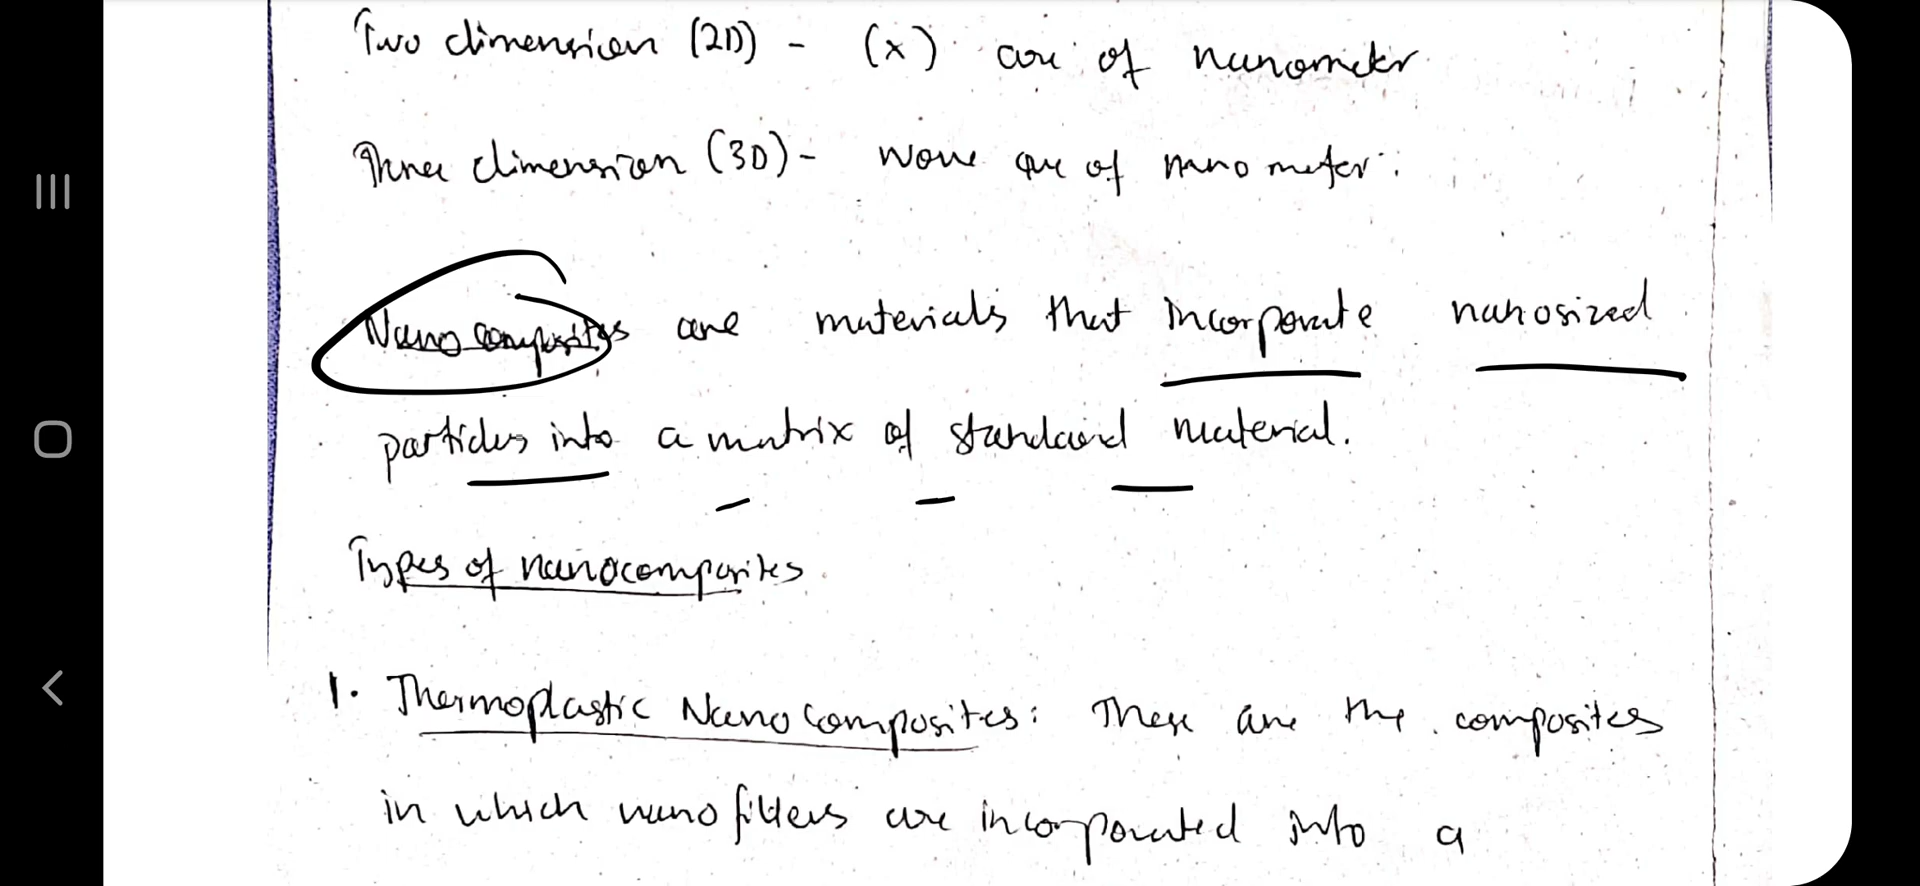 Two dimension (2D) - (x) are of nanometer
Three dimension (3D) - None are of nano meter.
Nano composites are materials that incorporate nanosized
particles into a matrix of standard material.
Types of nanocomposites
1. Thermoplastic Nano Composites: These are the composites
in which nano fillers are incorporated into a